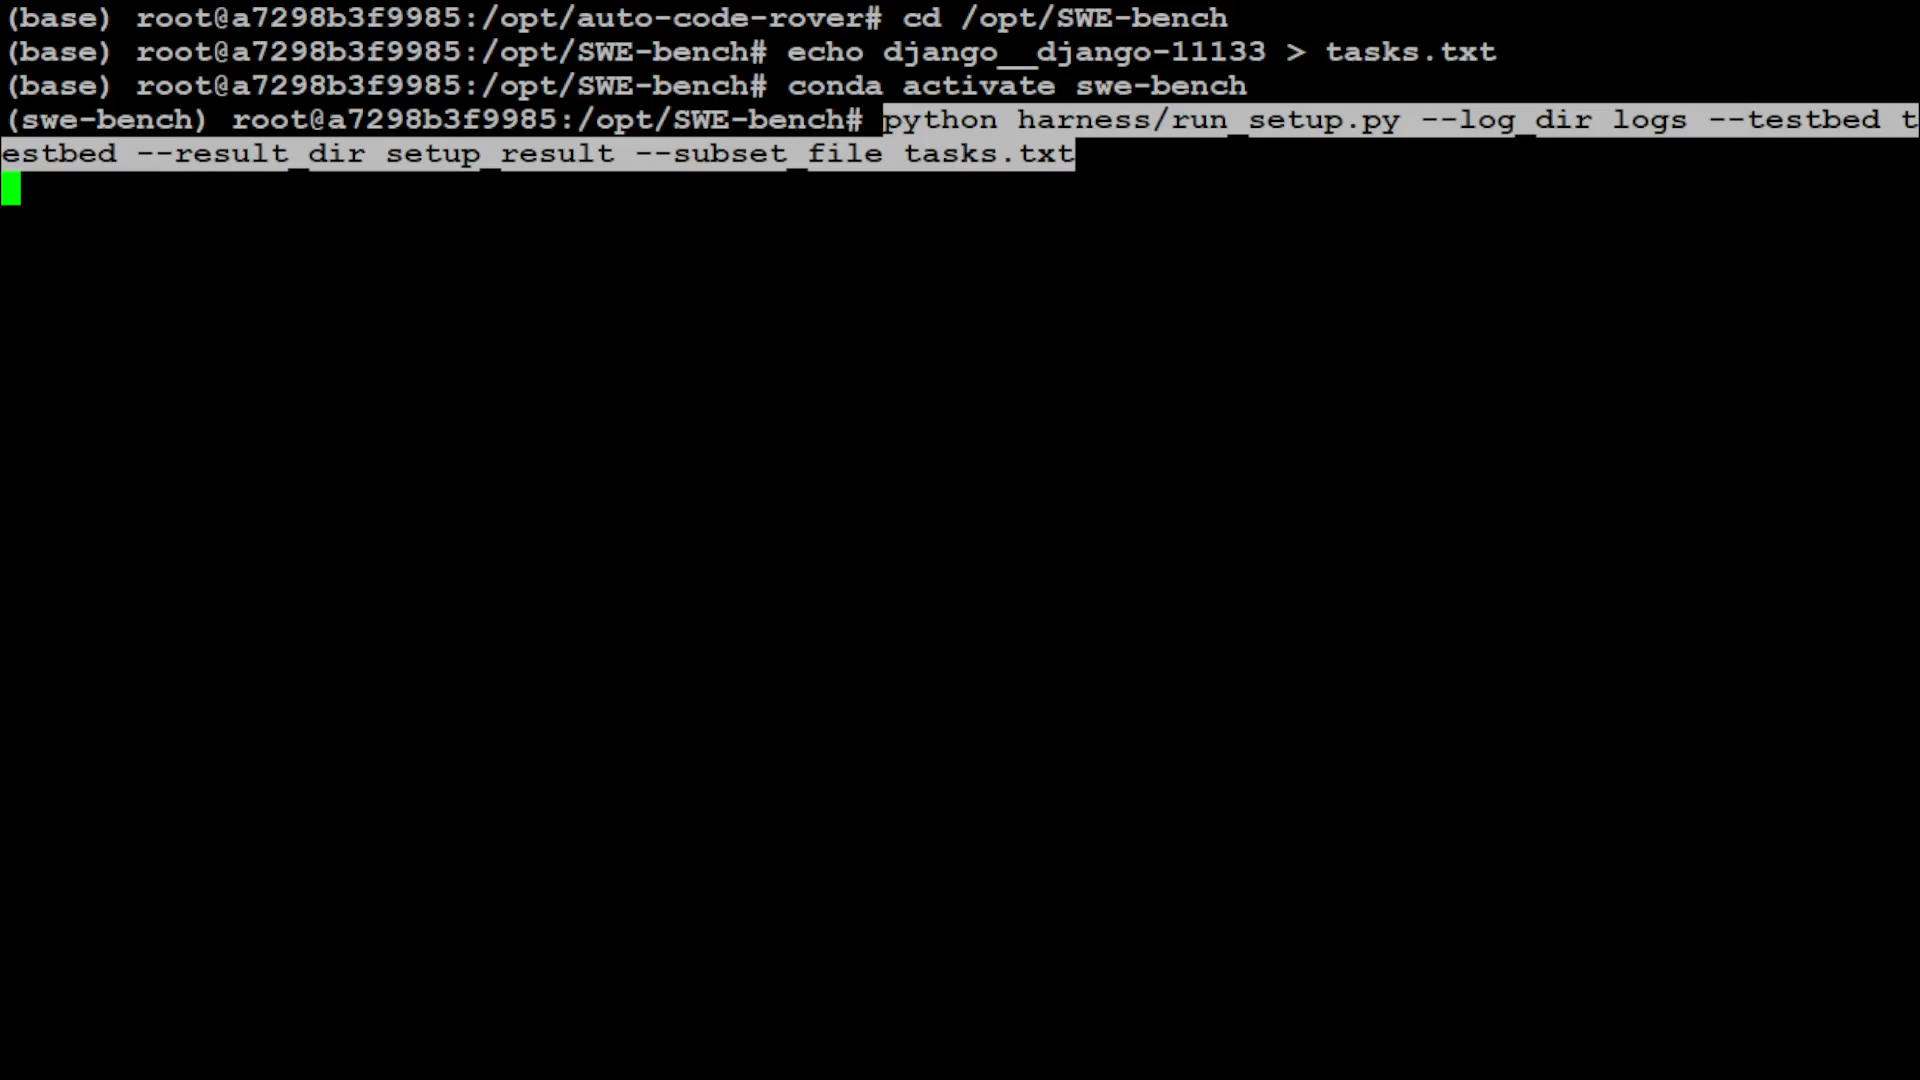 (base) root@a7298b3f9985:/opt/auto-code-rover# cd /opt/SWE-bench
(base) root@a7298b3f9985:/opt/SWE-bench# echo django__django-11133 > tasks.txt
(base) root@a7298b3f9985:/opt/SWE-bench# conda activate swe-bench
(swe-bench) root@a7298b3f9985:/opt/SWE-bench# python harness/run_setup.py --log_dir logs --testbed t
estbed --result_dir setup_result --subset_file tasks.txt